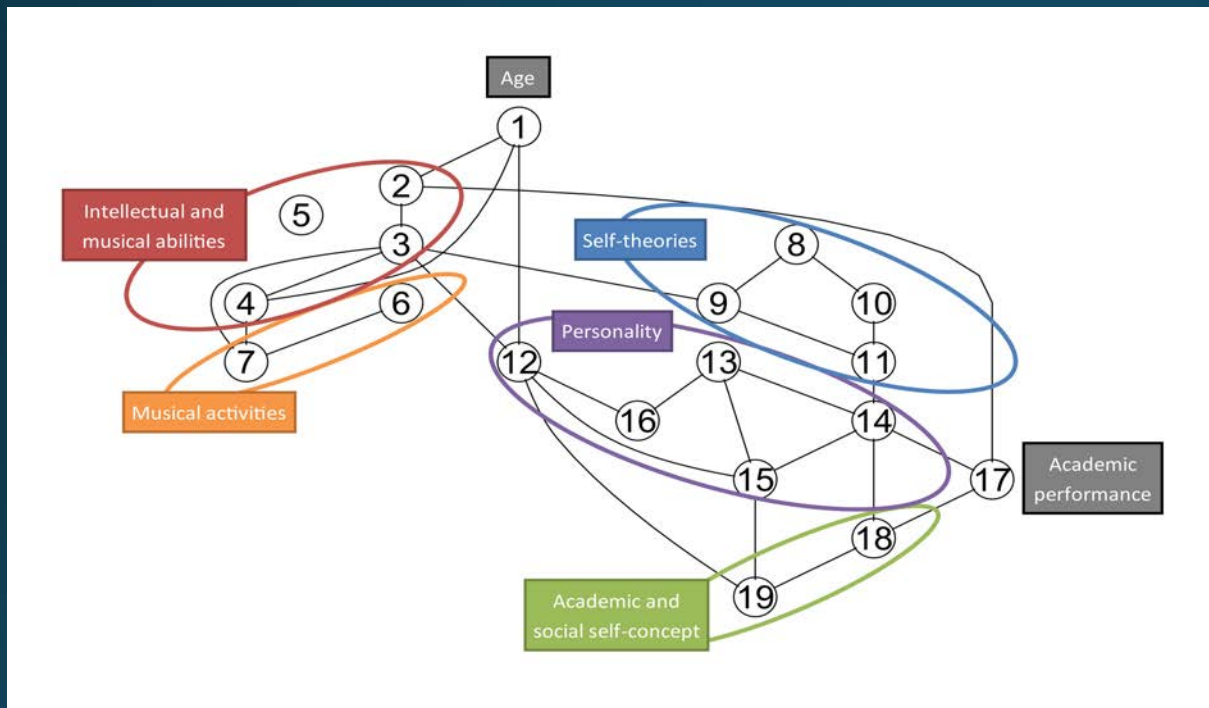 Age
1
2
Intellectual and
musical abilities
5
3
Self-theories
8
4
6
9
10
Personality
7
12
13
11
Musical activities
16
14
15
17
Academic
performance
18
Academic and
social self-concept
19